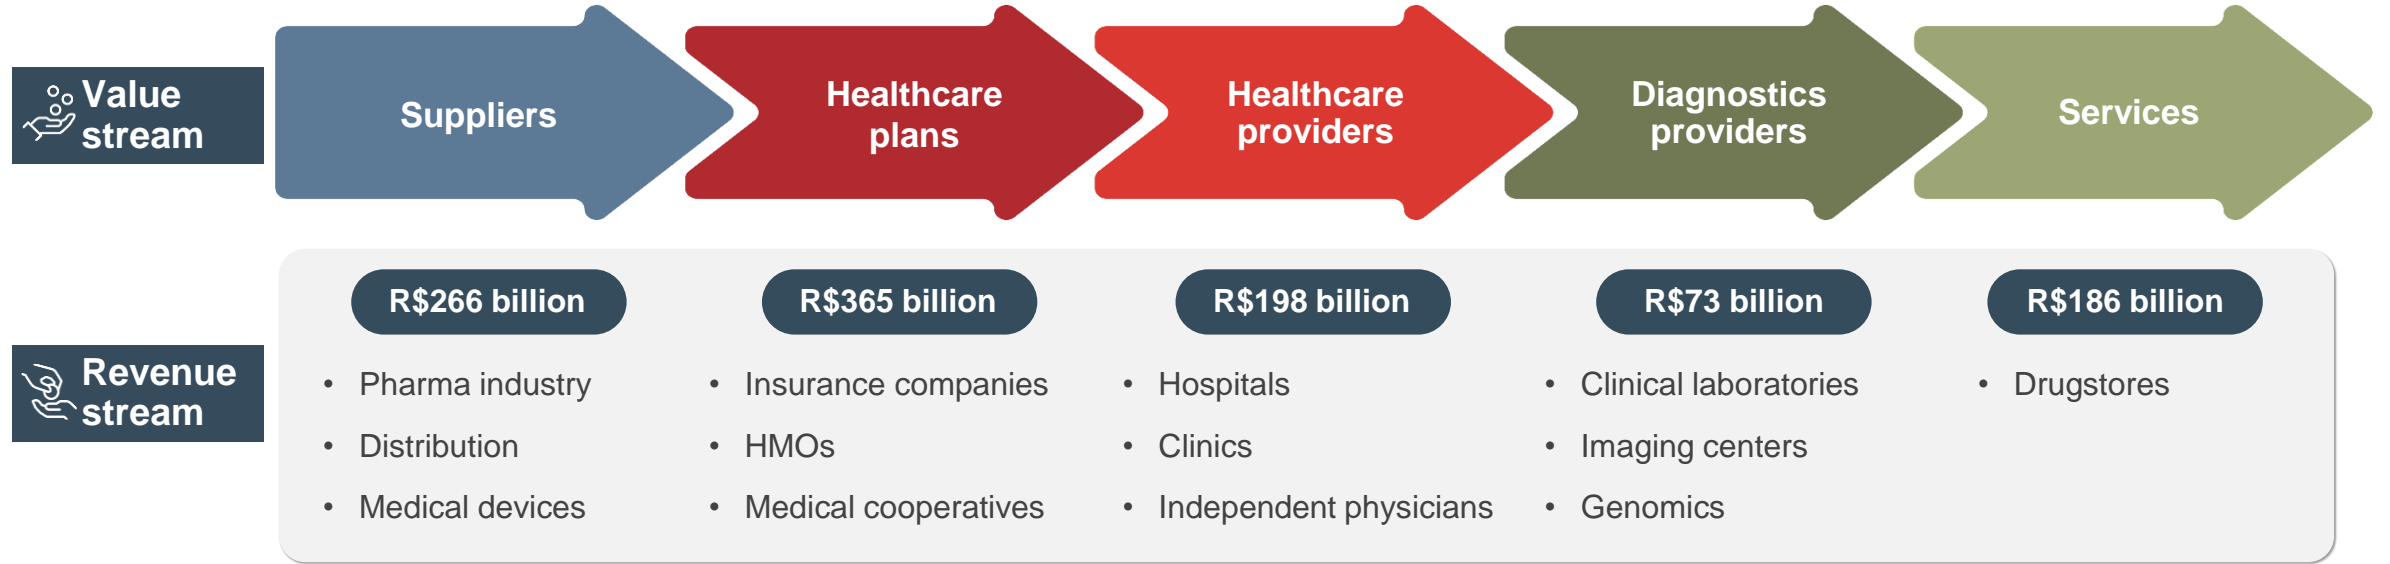 Value
stream
Suppliers
Healthcare
plans
Healthcare
providers
Diagnostics
providers
Services
Revenue
stream
R$266 billion
• Pharma industry
• Distribution
• Medical devices
R$365 billion
• Insurance companies
• HMOs
• Medical cooperatives
R$198 billion
• Hospitals
• Clinics
• Independent physicians
R$73 billion
• Clinical laboratories
• Imaging centers
• Genomics
R$186 billion
• Drugstores